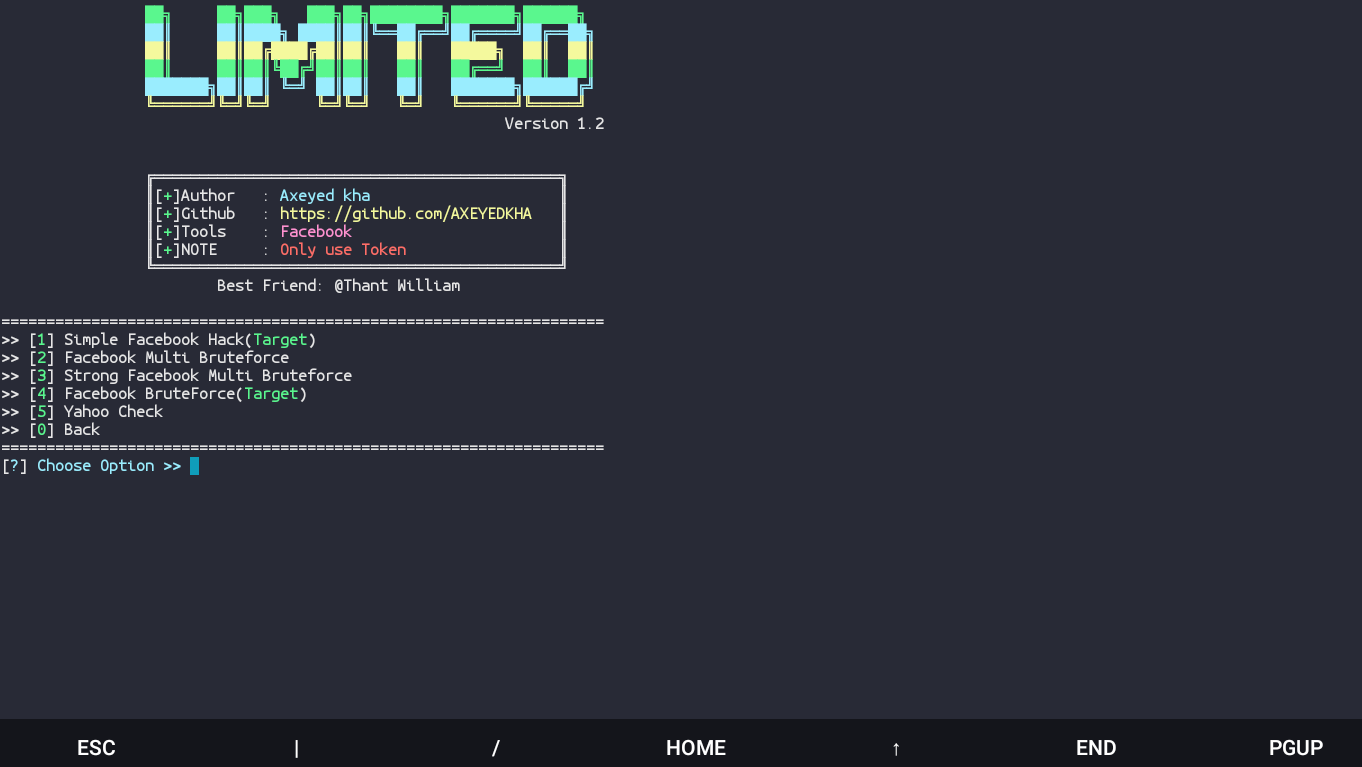 LIMITED
Version 1.2
[+]Author : Axeyed kha
[+]Github : https://github.com/AXEYEDKHA
[+]Tools : Facebook
[+]NOTE : Only use Token
Best Friend: @Thant William
===================================================================
>> [1] Simple Facebook Hack(Target)
>> [2] Facebook Multi Bruteforce
>> [3] Strong Facebook Multi Bruteforce
>> [4] Facebook BruteForce(Target)
>> [5] Yahoo Check
>> [0] Back
===================================================================
[?] Choose Option >>
ESC | / HOME ↑ END PGUP